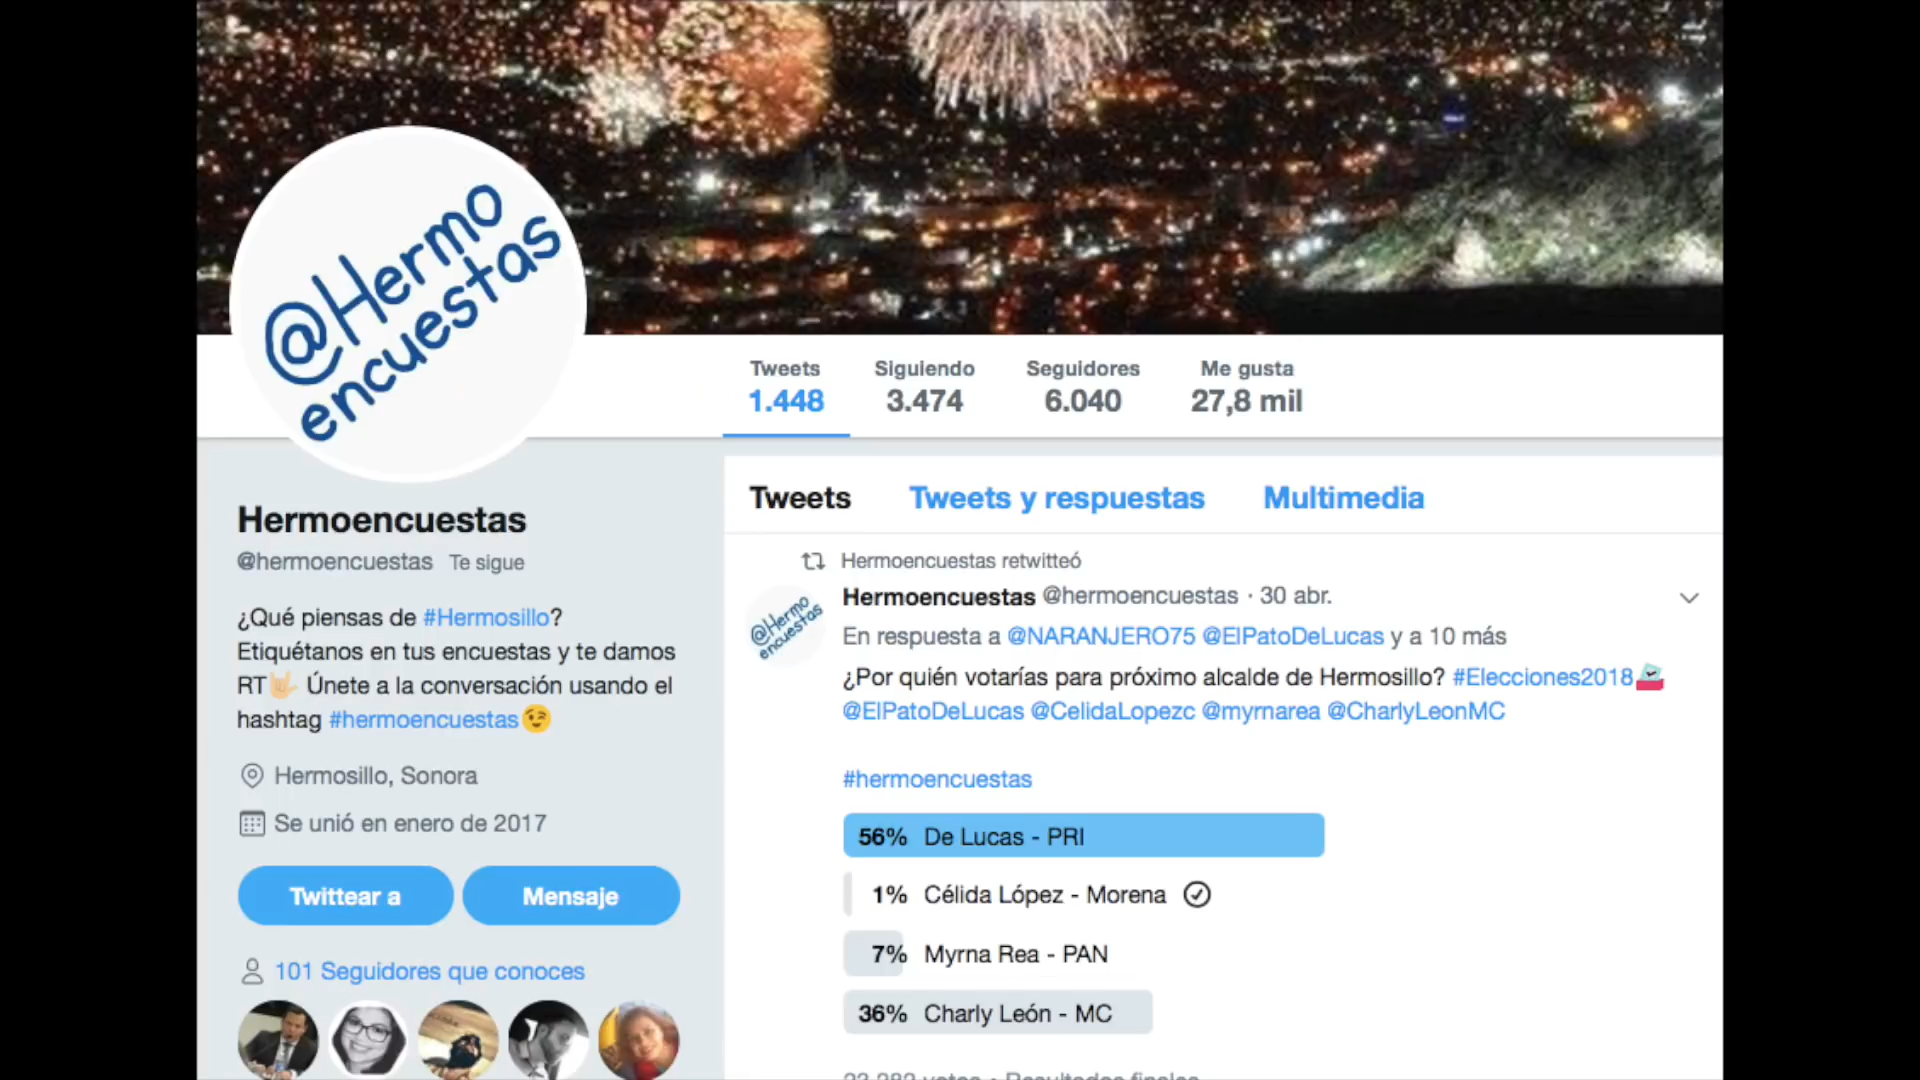 @Hermo
encuestas
Tweets
1.448
Siguiendo
3.474
Seguidores
6.040
Me gusta
27,8 mil
Hermoencuestas
@hermoencuestas Te sigue
¿Qué piensas de #Hermosillo?
Etiquétanos en tus encuestas y te damos
RT🤟🏻 Únete a la conversación usando el
hashtag #hermoencuestas😉
Hermosillo, Sonora
Se unió en enero de 2017
Twittear a
Mensaje
101 Seguidores que conoces
Tweets
Tweets y respuestas
Multimedia
Hermoencuestas retwitteó
@Hermo
encuestas
Hermoencuestas @hermoencuestas · 30 abr.
En respuesta a @NARANJERO75 @ElPatoDeLucas y a 10 más
¿Por quién votarías para próximo alcalde de Hermosillo? #Elecciones2018
@ElPatoDeLucas @CelidaLopezc @myrnarea @CharlyLeonMC
#hermoencuestas
56% De Lucas - PRI
1% Célida López - Morena
7% Myrna Rea - PAN
36% Charly León - MC
votos · Resultados finales